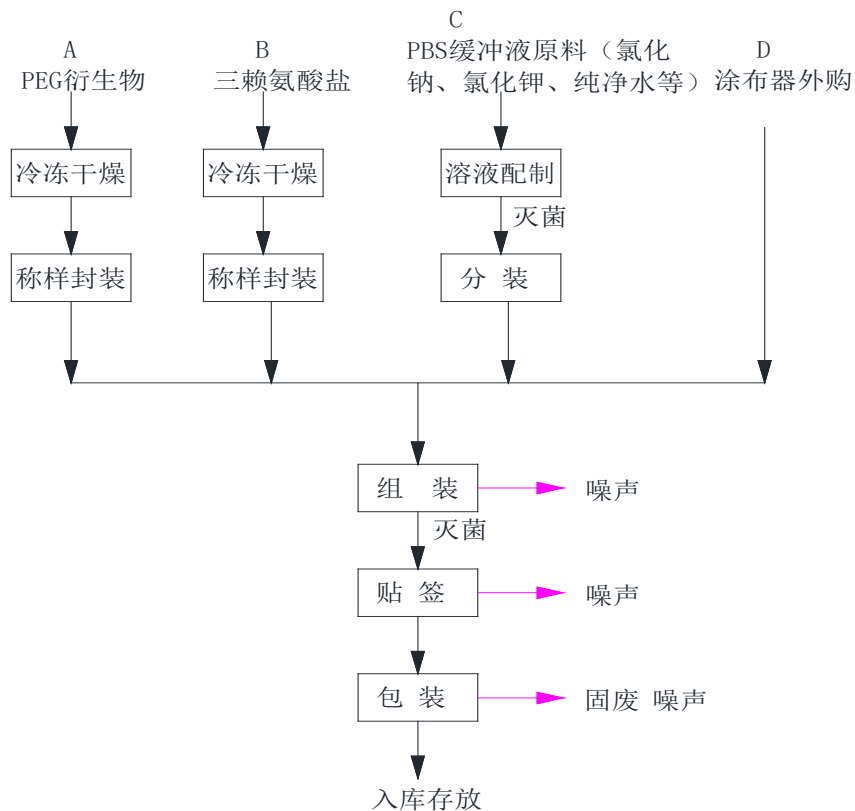 A
PEG衍生物
B
三赖氨酸盐
C
PBS缓冲液原料（氯化
钠、氯化钾、纯净水等）
D
涂布器外购
冷冻干燥
冷冻干燥
溶液配制
灭菌
称样封装
称样封装
分 装
组 装
噪声
灭菌
贴 签
噪声
包 装
固废 噪声
入库存放